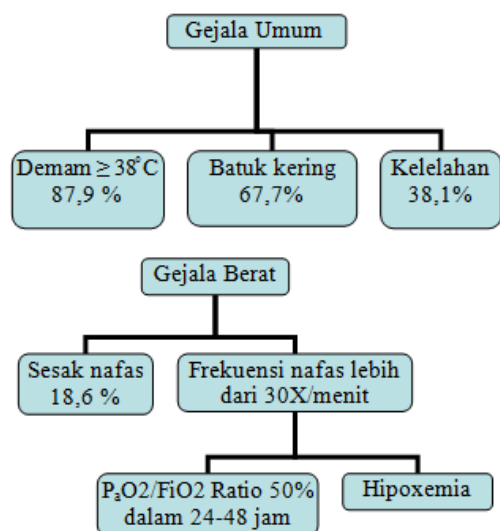 Gejala Umum
Demam ≥ 38°C
87,9 %
Batuk kering
67,7%
Kelelahan
38,1%
Gejala Berat
Sesak nafas
18,6 %
Frekuensi nafas lebih
dari 30X/menit
PₐO2/FiO2 Ratio 50%
dalam 24-48 jam
Hipoxemia